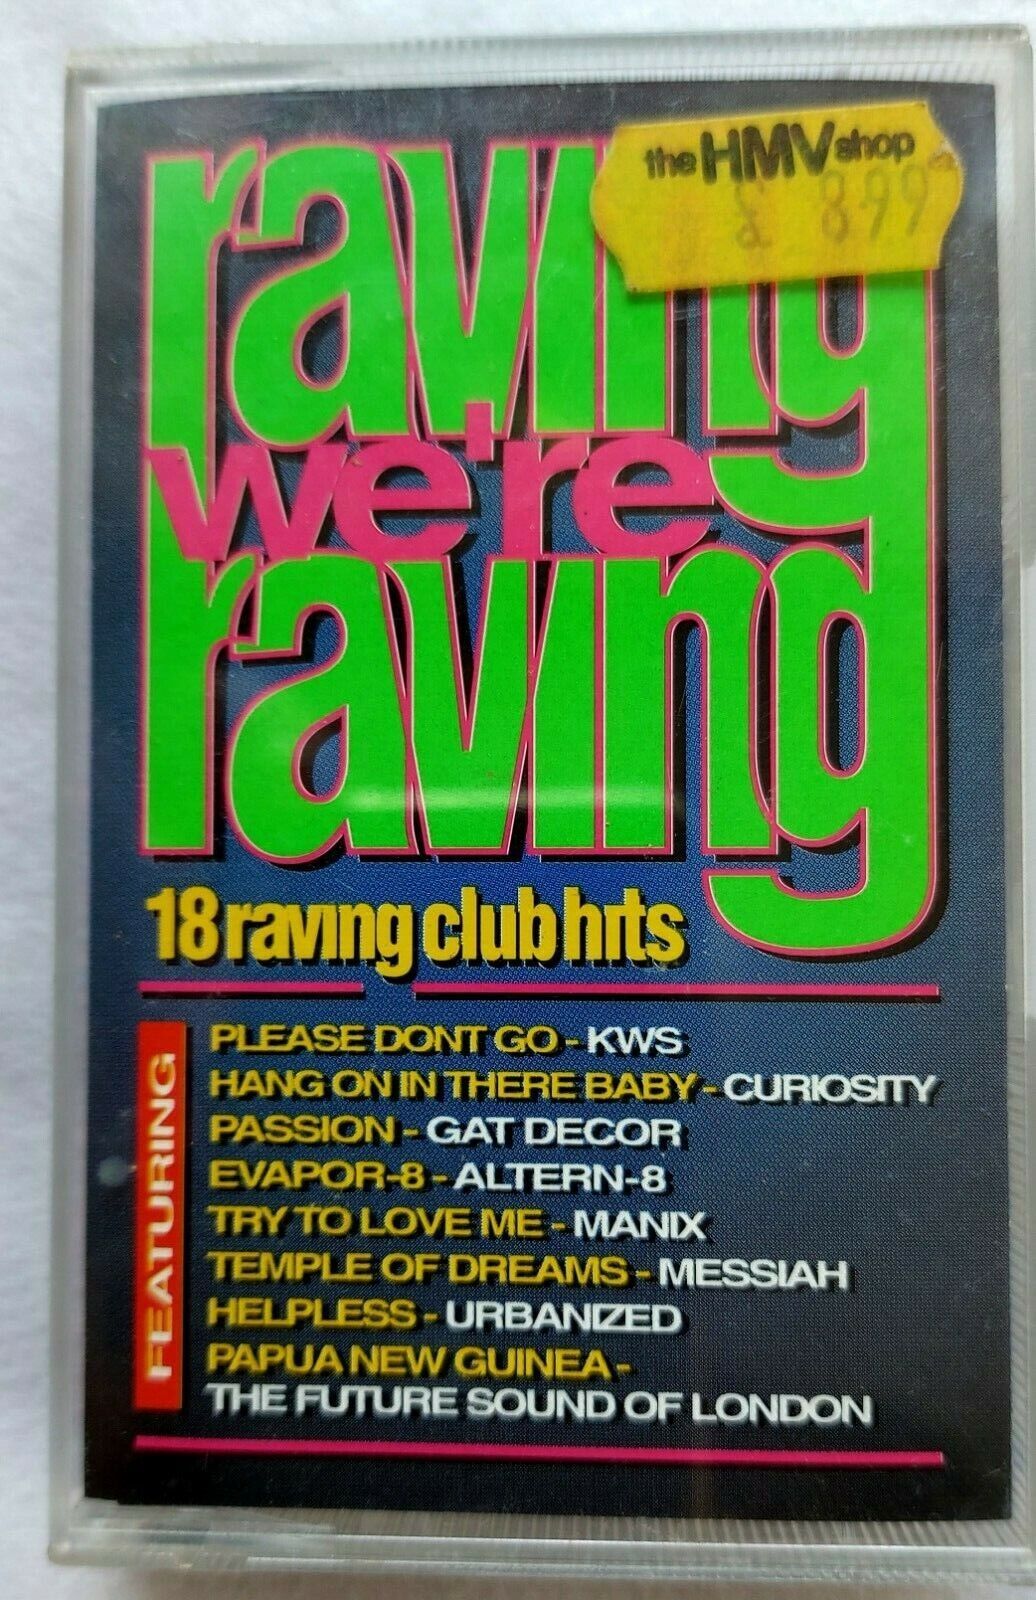 the HMV shop
£ 8.99
raving
we're
raving
18 raving club hits
FEATURING
PLEASE DONT GO - KWS
HANG ON IN THERE BABY - CURIOSITY
PASSION - GAT DECOR
EVAPOR-8 - ALTERN-8
TRY TO LOVE ME - MANIX
TEMPLE OF DREAMS - MESSIAH
HELPLESS - URBANIZED
PAPUA NEW GUINEA -
THE FUTURE SOUND OF LONDON